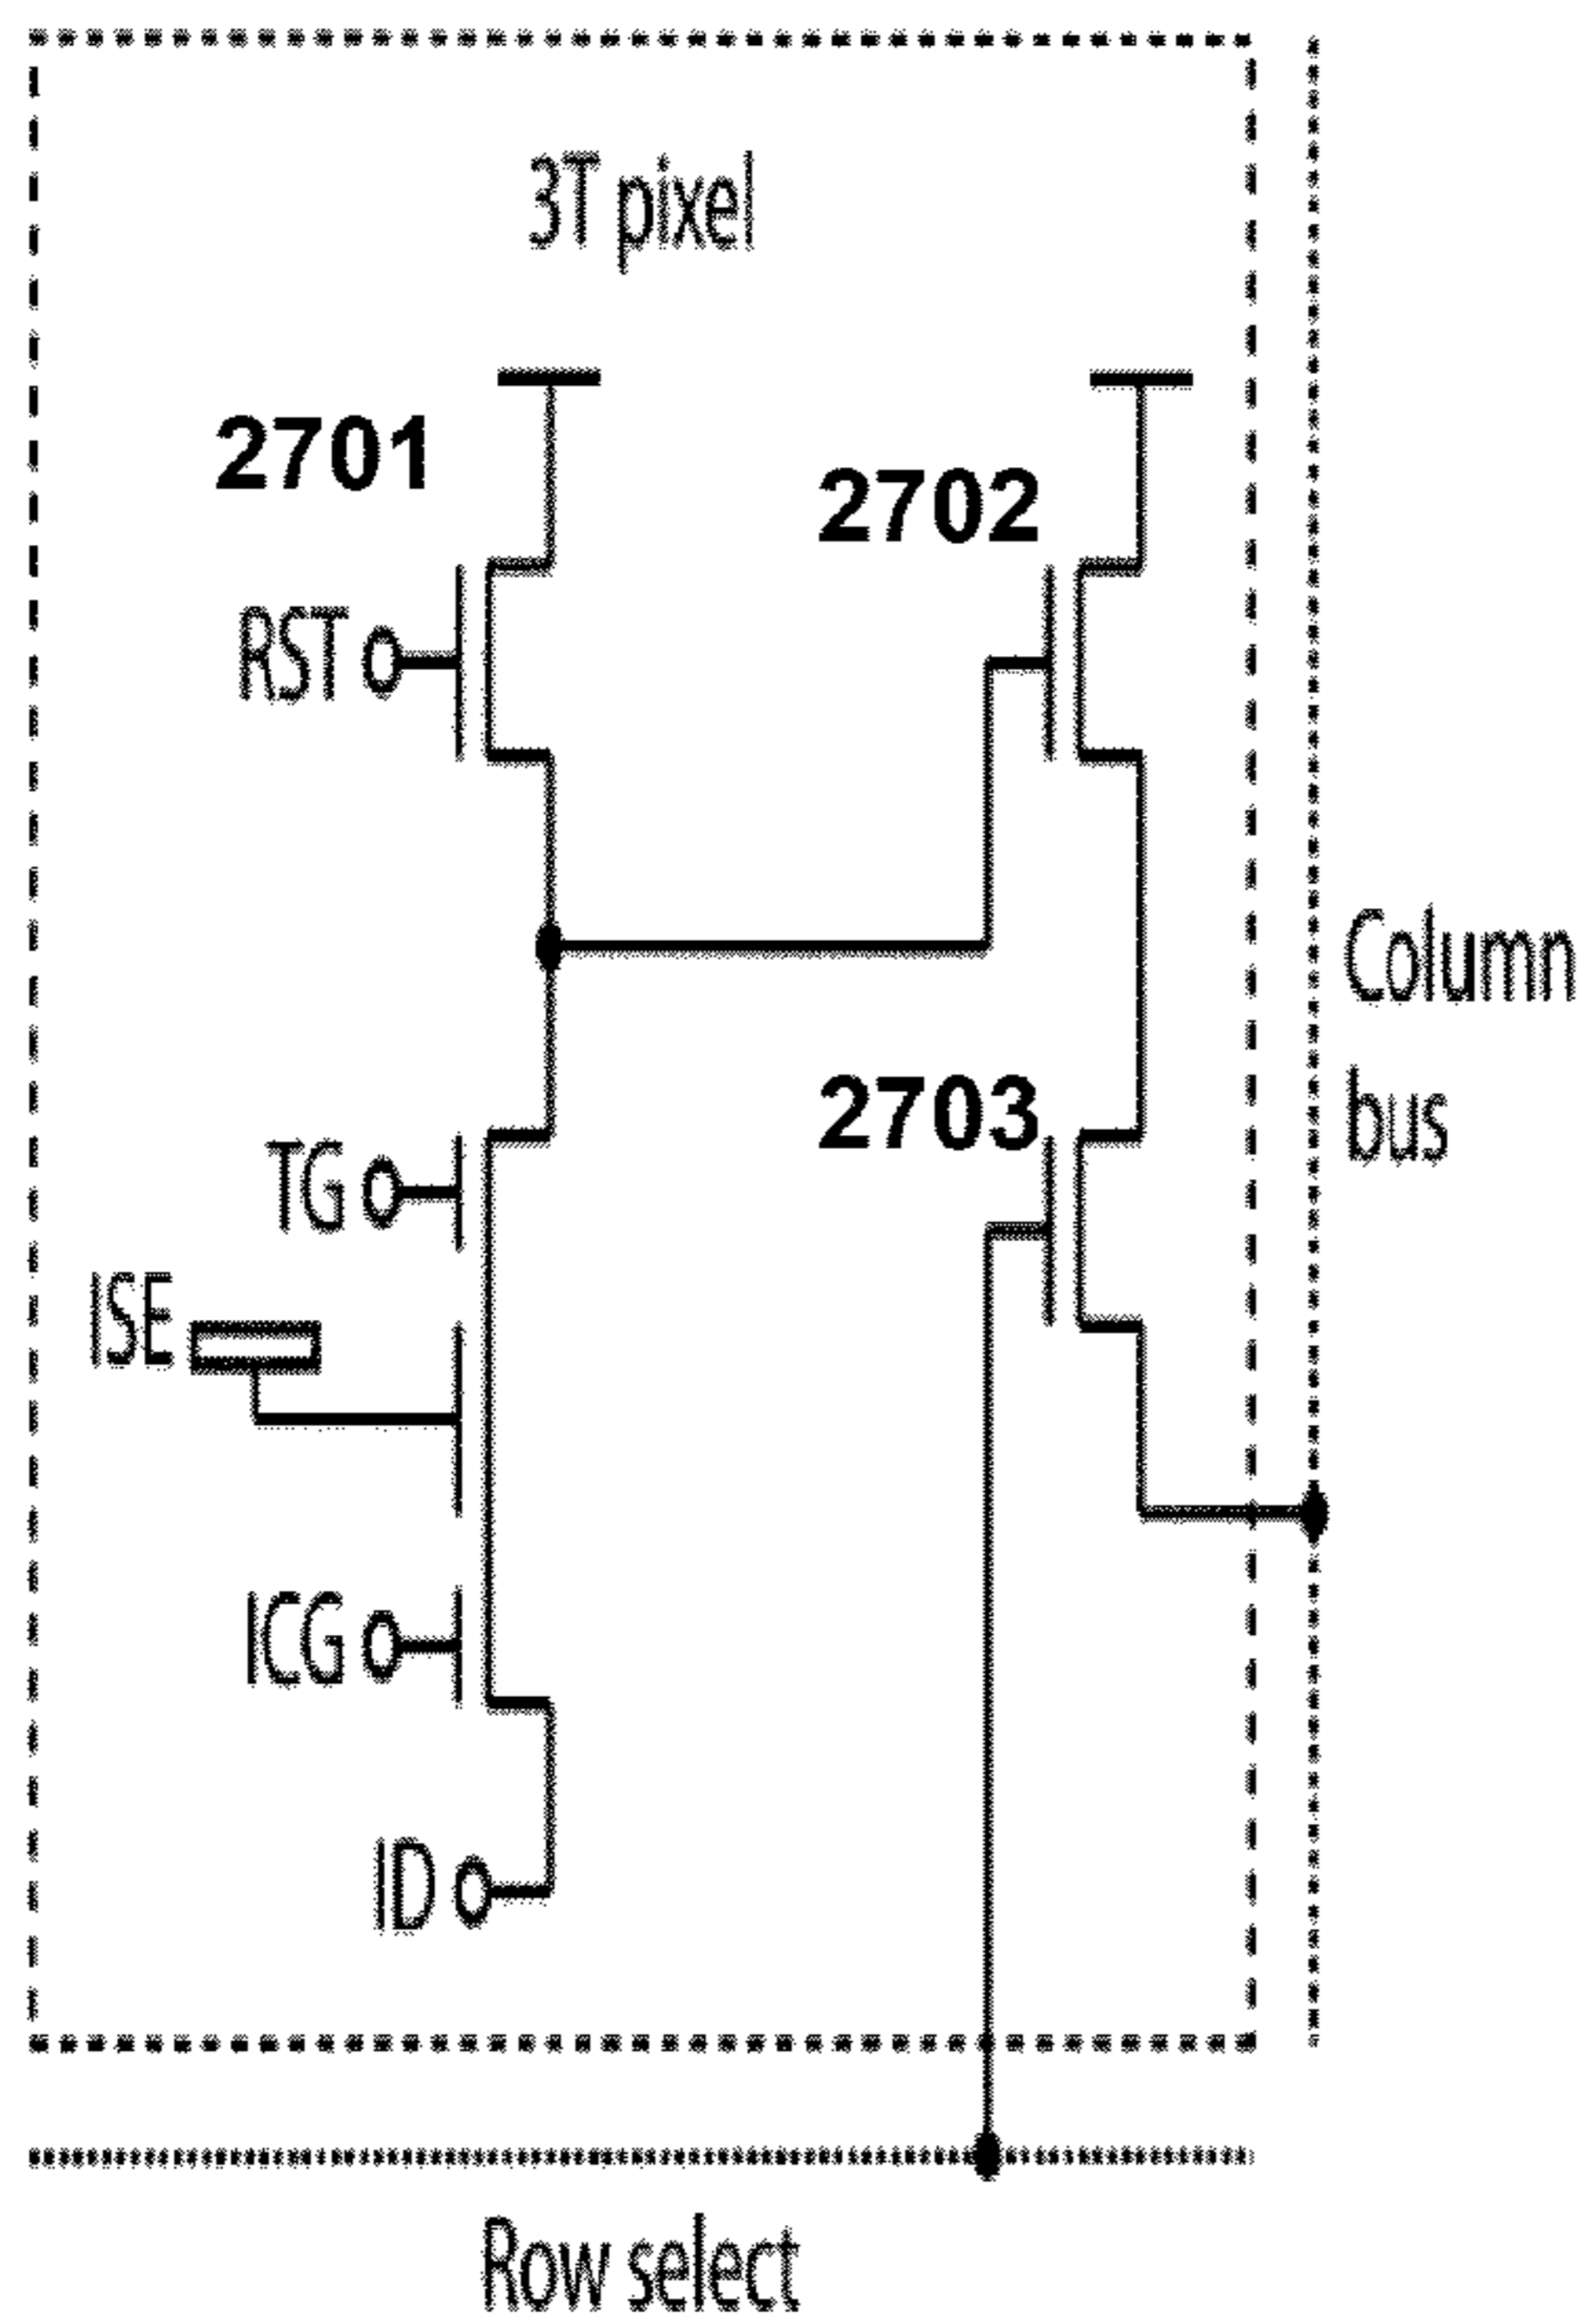 3T pixel
2701
2702
RST
Column
bus
2703
TG
ISE
ICG
ID
Row select